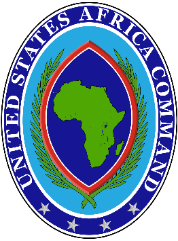 UNITED STATES AFRICA COMMAND